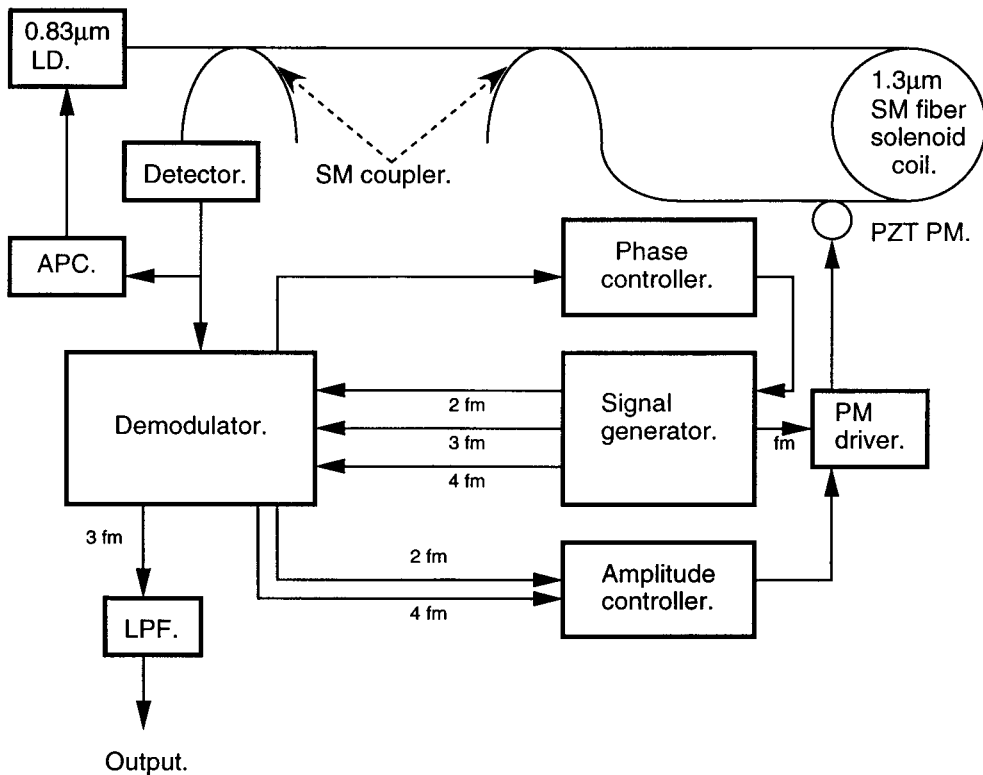 0.83μm
LD.
1.3μm
SM fiber
solenoid
coil.
Detector.
SM coupler.
PZT PM.
APC.
Phase
controller.
Demodulator.
2 fm
3 fm
4 fm
Signal
generator.
fm
PM
driver.
3 fm
2 fm
4 fm
Amplitude
controller.
LPF.
Output.